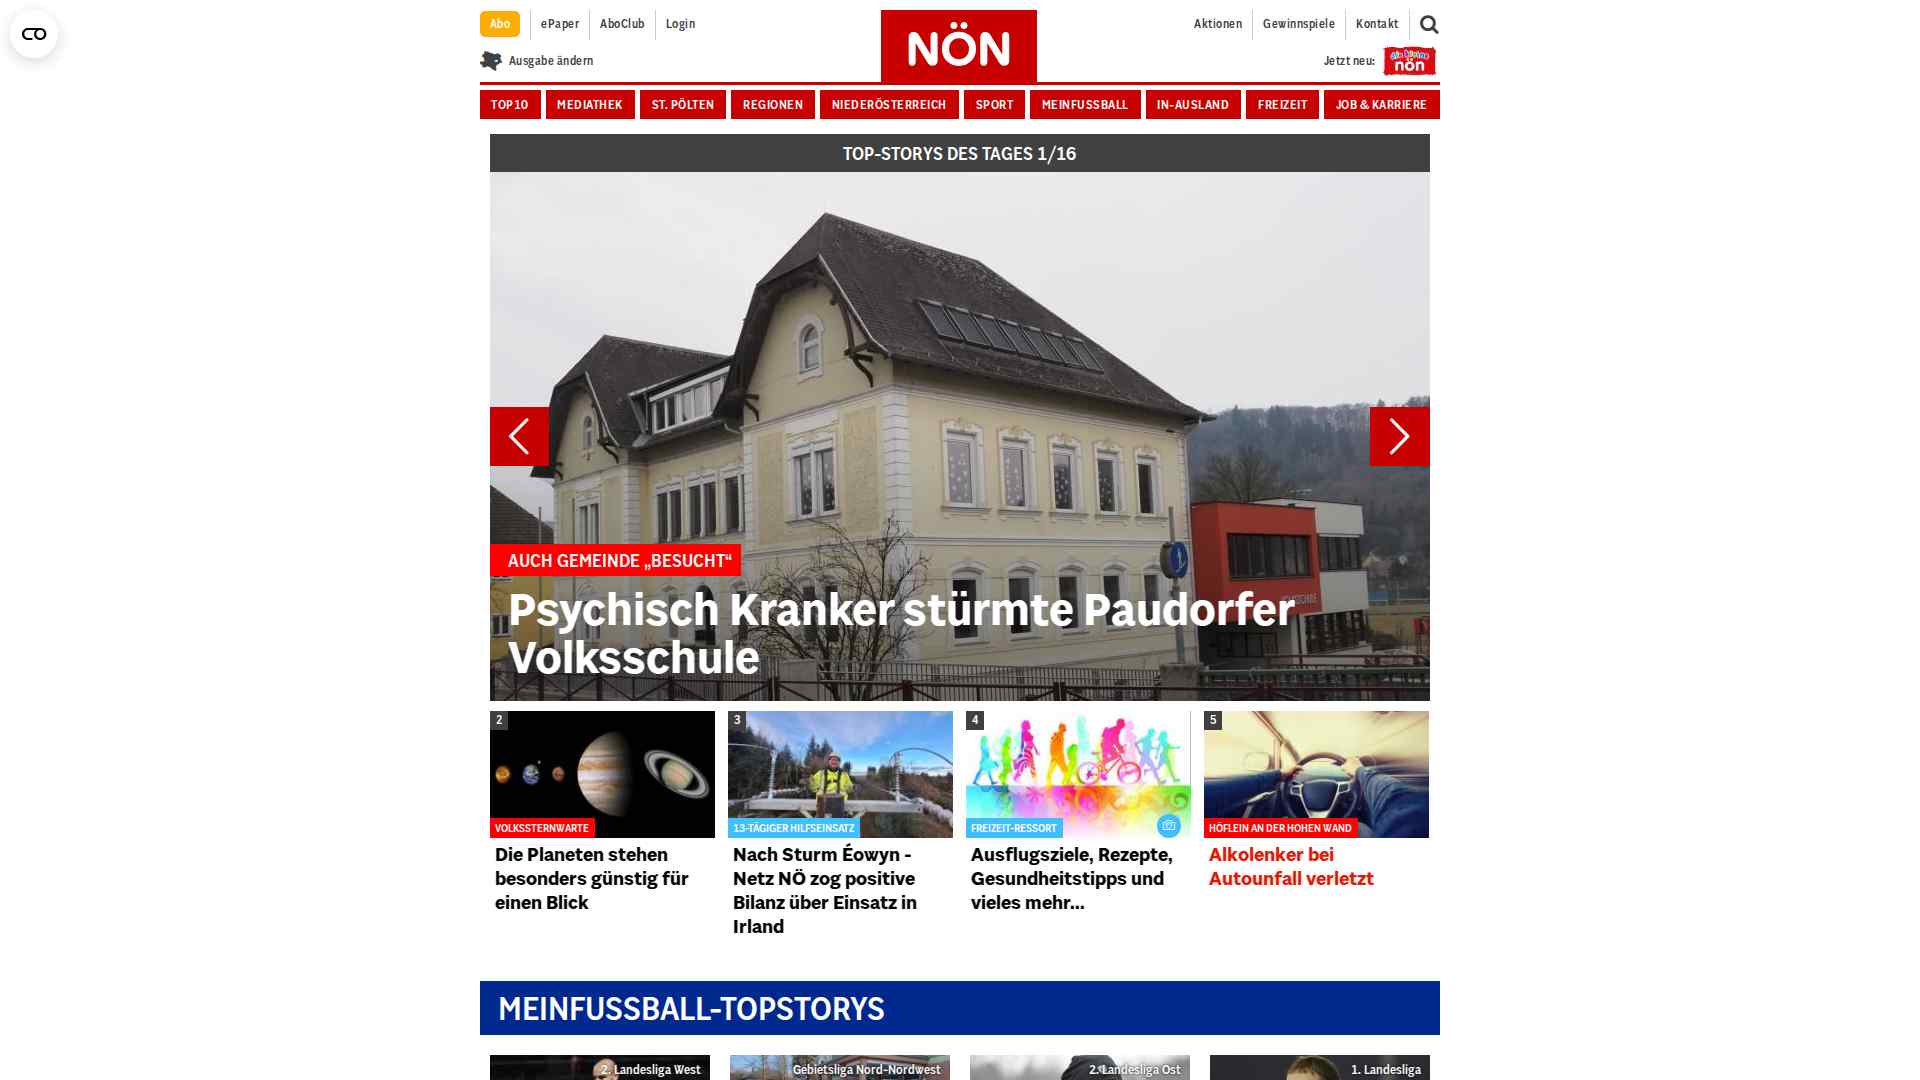 Abo
ePaper
AboClub
Login
NÖN
Aktionen
Gewinnspiele
Kontakt
Ausgabe ändern
Jetzt neu:
die kleine
nön
TOP10
MEDIATHEK
ST. PÖLTEN
REGIONEN
NIEDERÖSTERREICH
SPORT
MEINFUSSBALL
IN-AUSLAND
FREIZEIT
JOB & KARRIERE
TOP-STORYS DES TAGES 1/16
AUCH GEMEINDE „BESUCHT“
Psychisch Kranker stürmte Paudorfer
Volksschule
2
VOLKSSTERNWARTE
Die Planeten stehen
besonders günstig für
einen Blick
3
13-TÄGIGER HILFSEINSATZ
Nach Sturm Éowyn -
Netz NÖ zog positive
Bilanz über Einsatz in
Irland
4
FREIZEIT-RESSORT
Ausflugsziele, Rezepte,
Gesundheitstipps und
vieles mehr...
5
HÖFLEIN AN DER HOHEN WAND
Alkolenker bei
Autounfall verletzt
MEINFUSSBALL-TOPSTORYS
2. Landesliga West
Gebietsliga Nord-Nordwest
2. Landesliga Ost
1. Landesliga